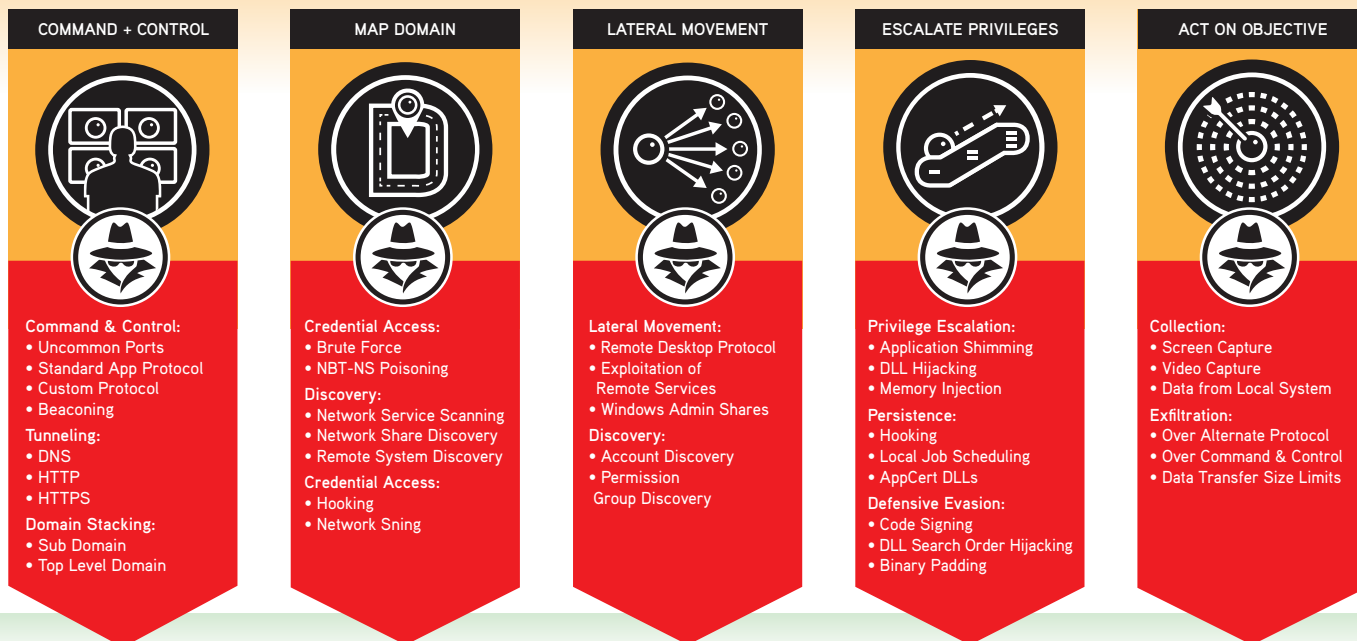 COMMAND + CONTROL
Command & Control:
• Uncommon Ports
• Standard App Protocol
• Custom Protocol
• Beaconing
Tunneling:
• DNS
• HTTP
• HTTPS
Domain Stacking:
• Sub Domain
• Top Level Domain
MAP DOMAIN
Credential Access:
• Brute Force
• NBT-NS Poisoning
Discovery:
• Network Service Scanning
• Network Share Discovery
• Remote System Discovery
Credential Access:
• Hooking
• Network Sning
LATERAL MOVEMENT
Lateral Movement:
• Remote Desktop Protocol
• Exploitation of
Remote Services
• Windows Admin Shares
Discovery:
• Account Discovery
• Permission
Group Discovery
ESCALATE PRIVILEGES
Privilege Escalation:
• Application Shimming
• DLL Hijacking
• Memory Injection
Persistence:
• Hooking
• Local Job Scheduling
• AppCert DLLs
Defensive Evasion:
• Code Signing
• DLL Search Order Hijacking
• Binary Padding
ACT ON OBJECTIVE
Collection:
• Screen Capture
• Video Capture
• Data from Local System
Exfiltration:
• Over Alternate Protocol
• Over Command & Control
• Data Transfer Size Limits